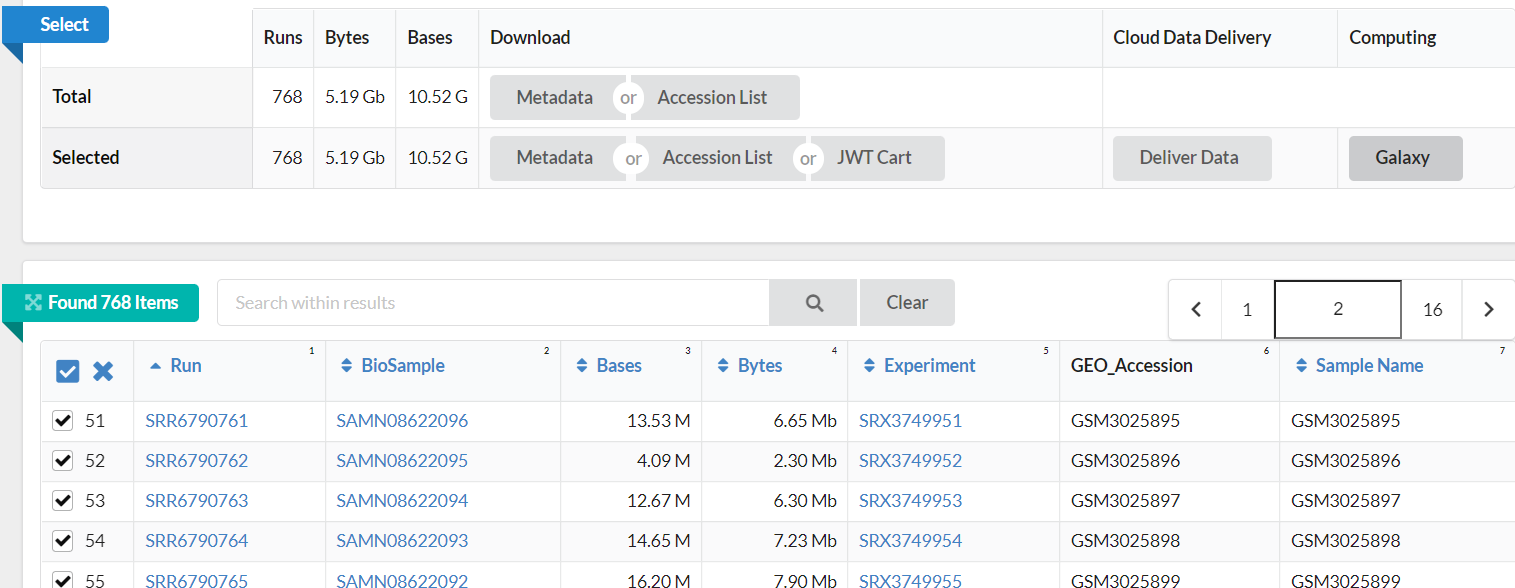 Select
Runs Bytes Bases Download Cloud Data Delivery Computing
Total 768 5.19 Gb 10.52 G Metadata or Accession List
Selected 768 5.19 Gb 10.52 G Metadata or Accession List or JWT Cart Deliver Data Galaxy
Found 768 Items Search within results Clear 1 2 16
Run 1 BioSample 2 Bases 3 Bytes 4 Experiment 5 GEO_Accession 6 Sample Name 7
51 SRR6790761 SAMN08622096 13.53 M 6.65 Mb SRX3749951 GSM3025895 GSM3025895
52 SRR6790762 SAMN08622095 4.09 M 2.30 Mb SRX3749952 GSM3025896 GSM3025896
53 SRR6790763 SAMN08622094 12.67 M 6.30 Mb SRX3749953 GSM3025897 GSM3025897
54 SRR6790764 SAMN08622093 14.65 M 7.23 Mb SRX3749954 GSM3025898 GSM3025898
55 SRR6790765 SAMN08622092 16.20 M 7.90 Mb SRX3749955 GSM3025899 GSM3025899